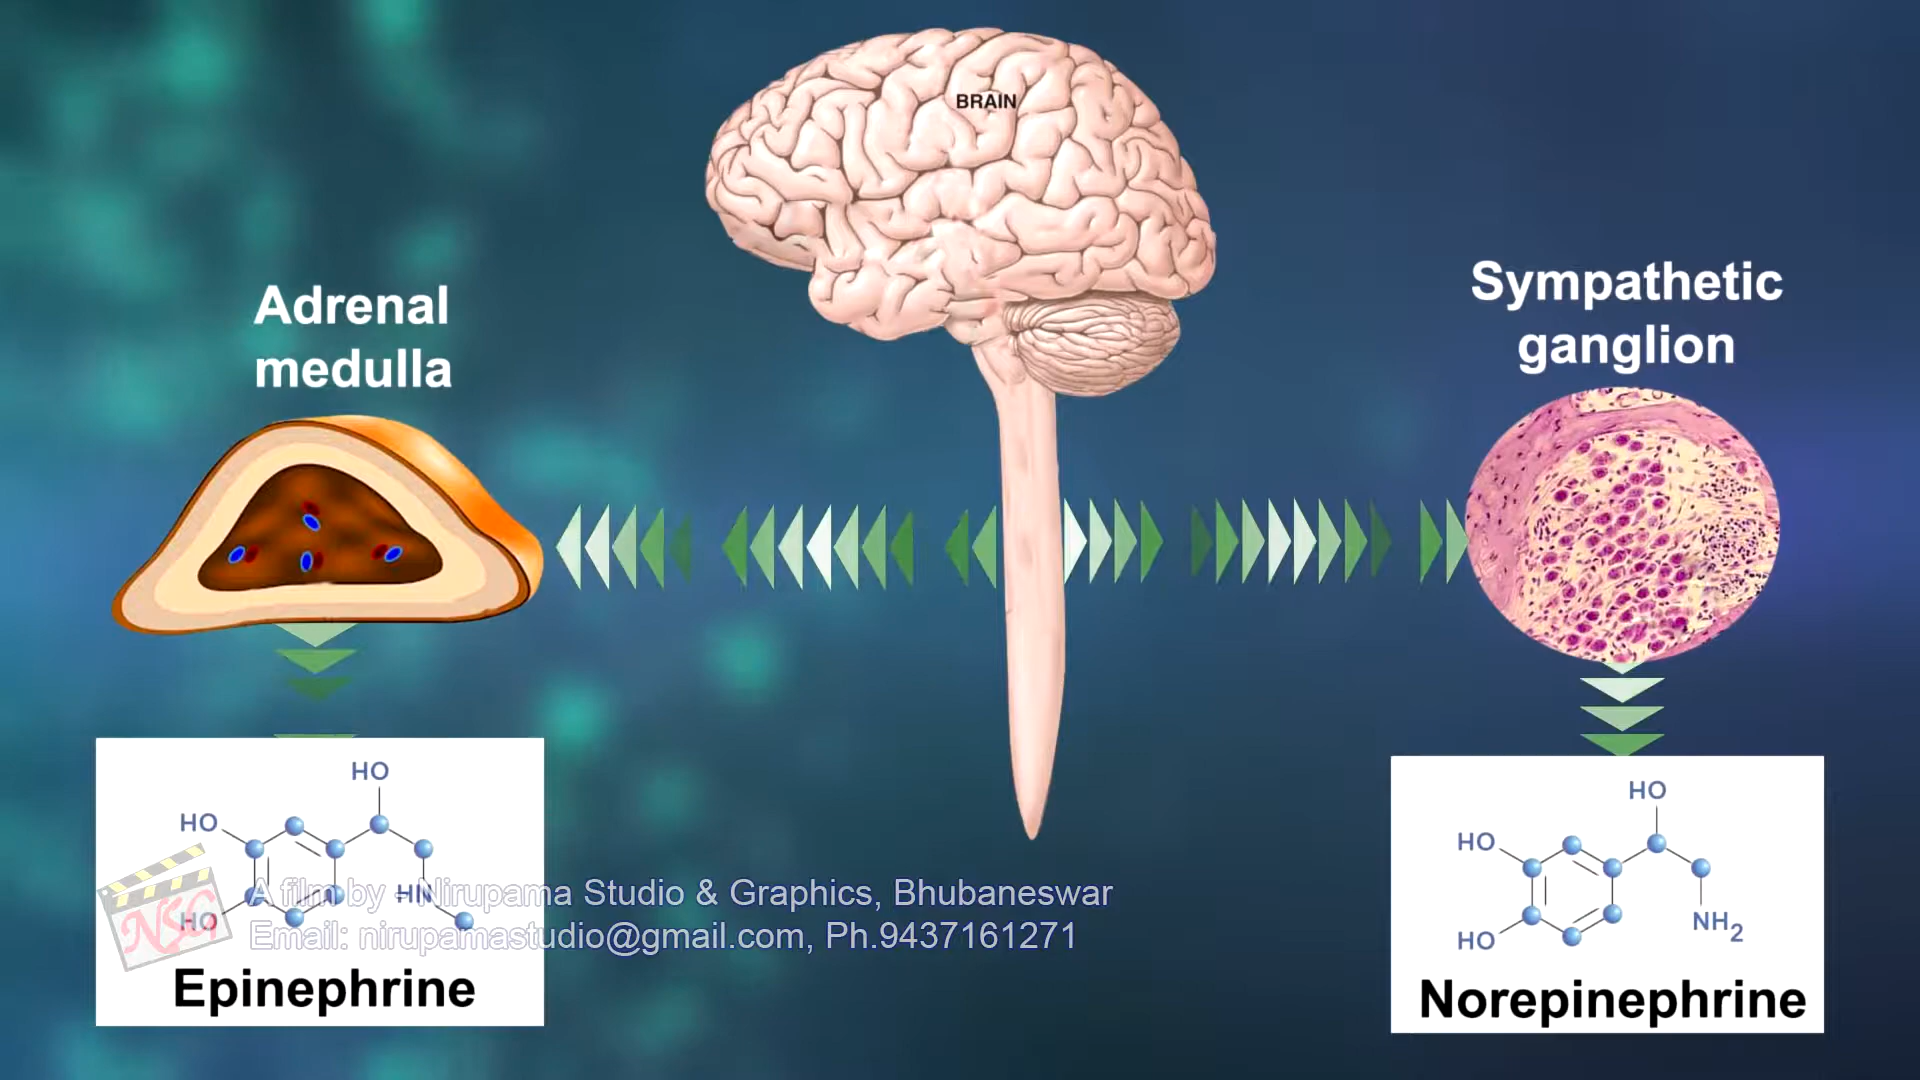 BRAIN
Adrenal
medulla
Sympathetic
ganglion
HO
HO
HO
HN
Epinephrine
HO
HO
HO
NH2
Norepinephrine
NSG
A film by - Nirupama Studio & Graphics, Bhubaneswar
Email: nirupamastudio@gmail.com, Ph.9437161271